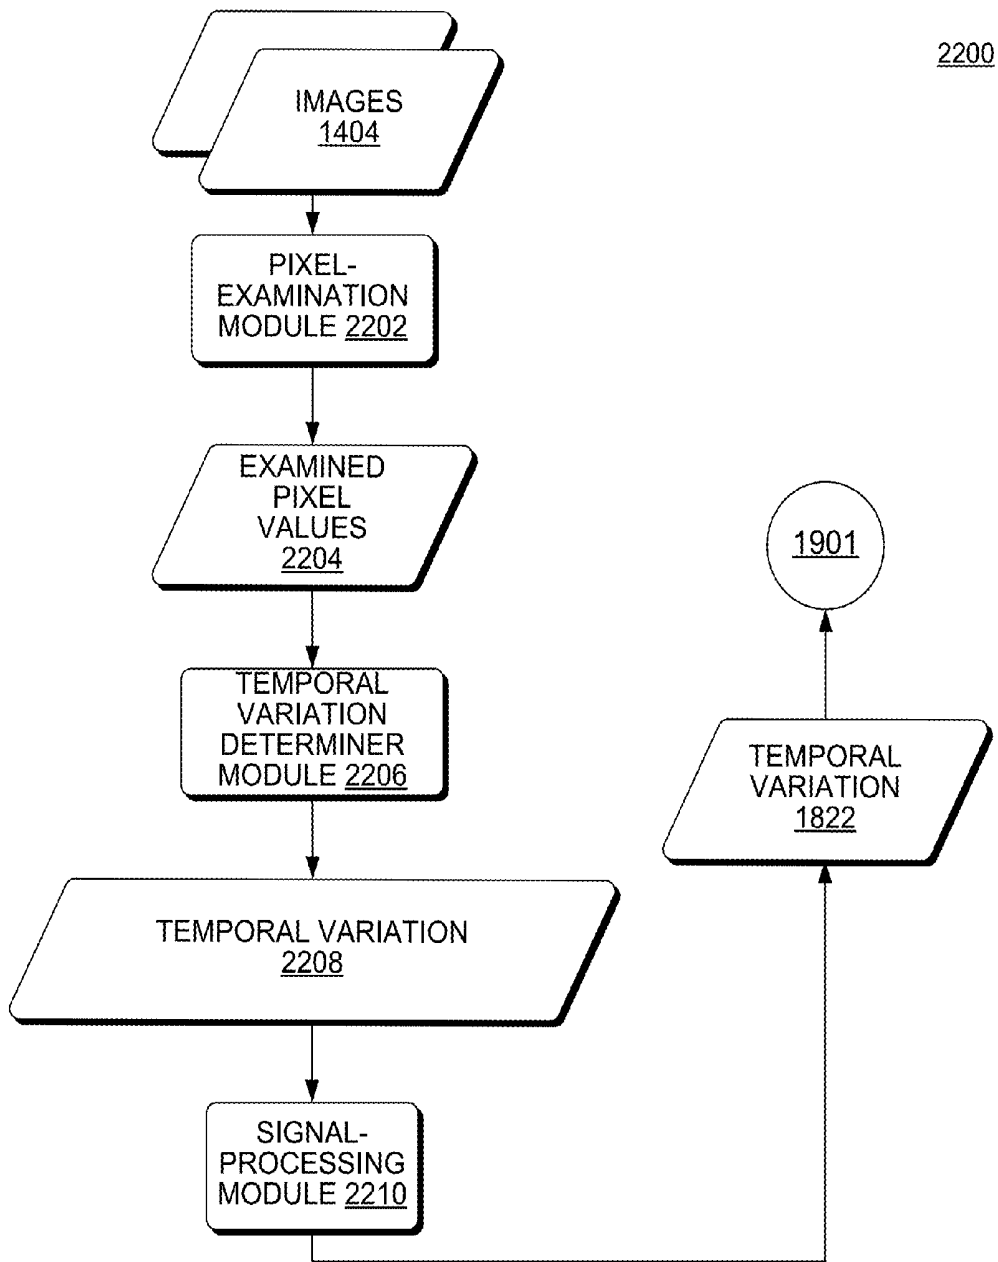 2200
IMAGES
1404
PIXEL-
EXAMINATION
MODULE 2202
EXAMINED
PIXEL
VALUES
2204
TEMPORAL
VARIATION
DETERMINER
MODULE 2206
TEMPORAL VARIATION
2208
SIGNAL-
PROCESSING
MODULE 2210
TEMPORAL
VARIATION
1822
1901